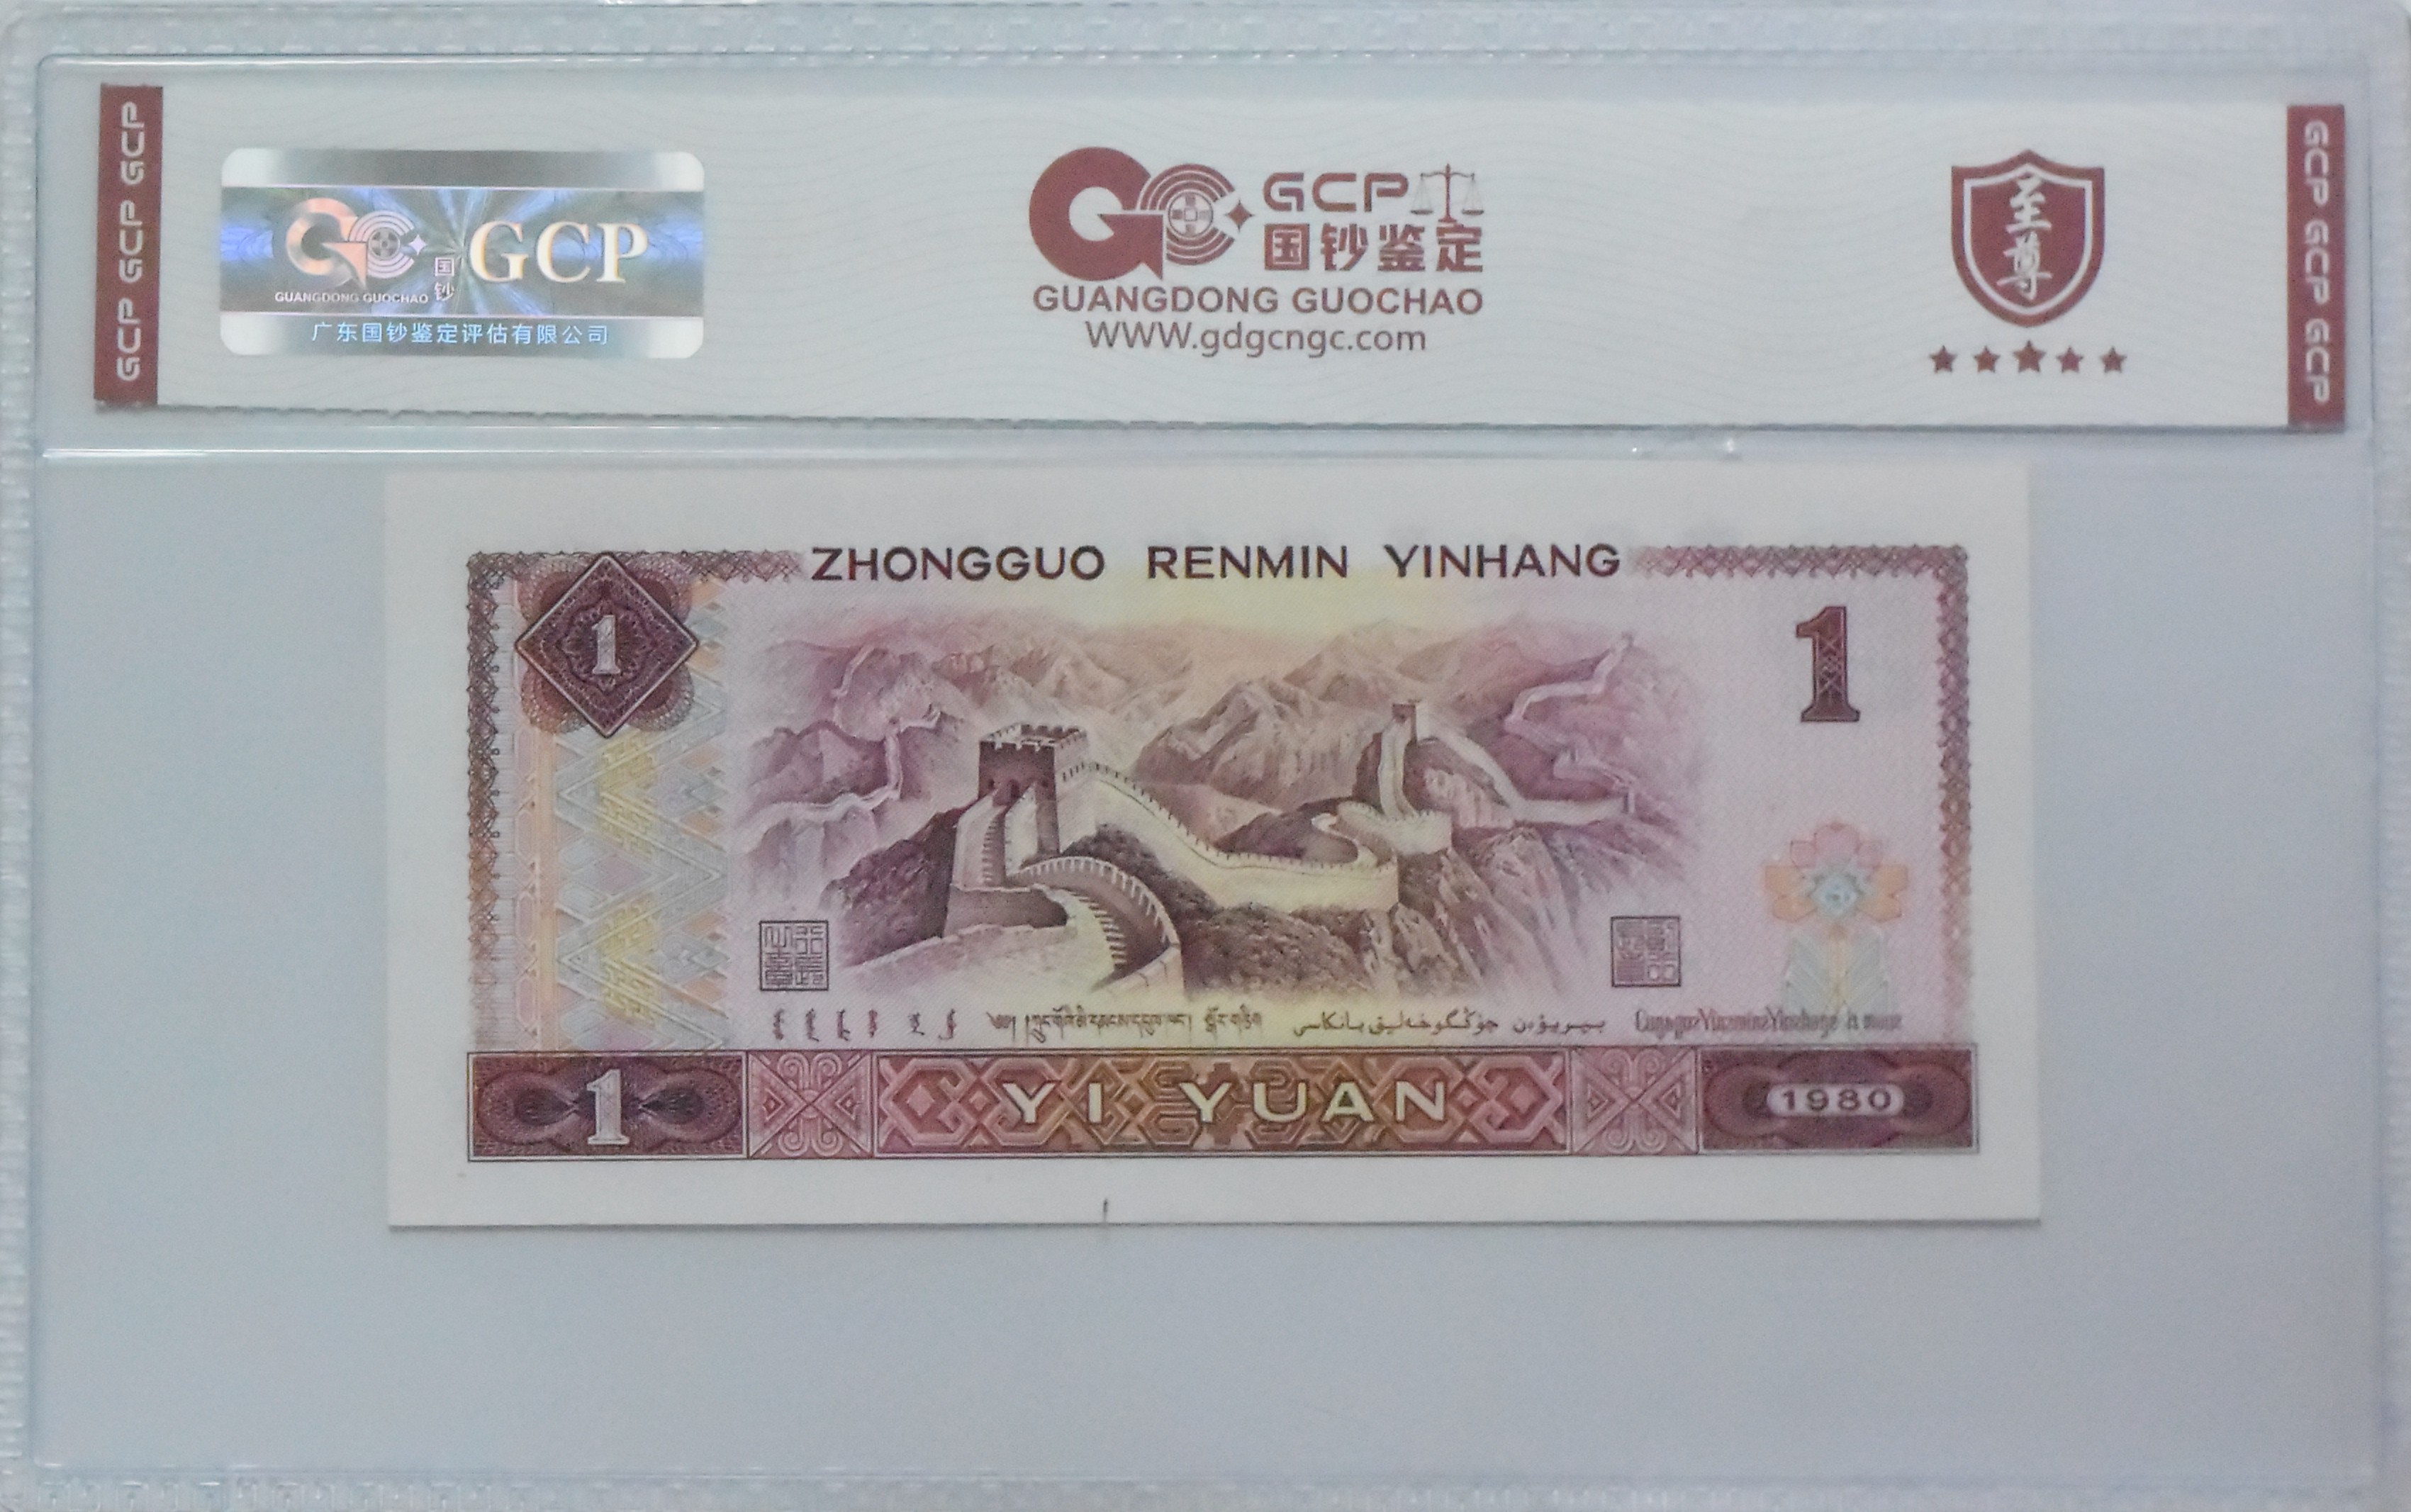 GCP GCP GCP
国钞
GCP
GUANGDONG GUOCHAO
广东国钞鉴定评估有限公司
GCP
国钞鉴定
GUANGDONG GUOCHAO
WWW.gdgcngc.com
至尊
GCP GCP GCP
ZHONGGUO RENMIN YINHANG
1
1
1
YI YUAN
1980